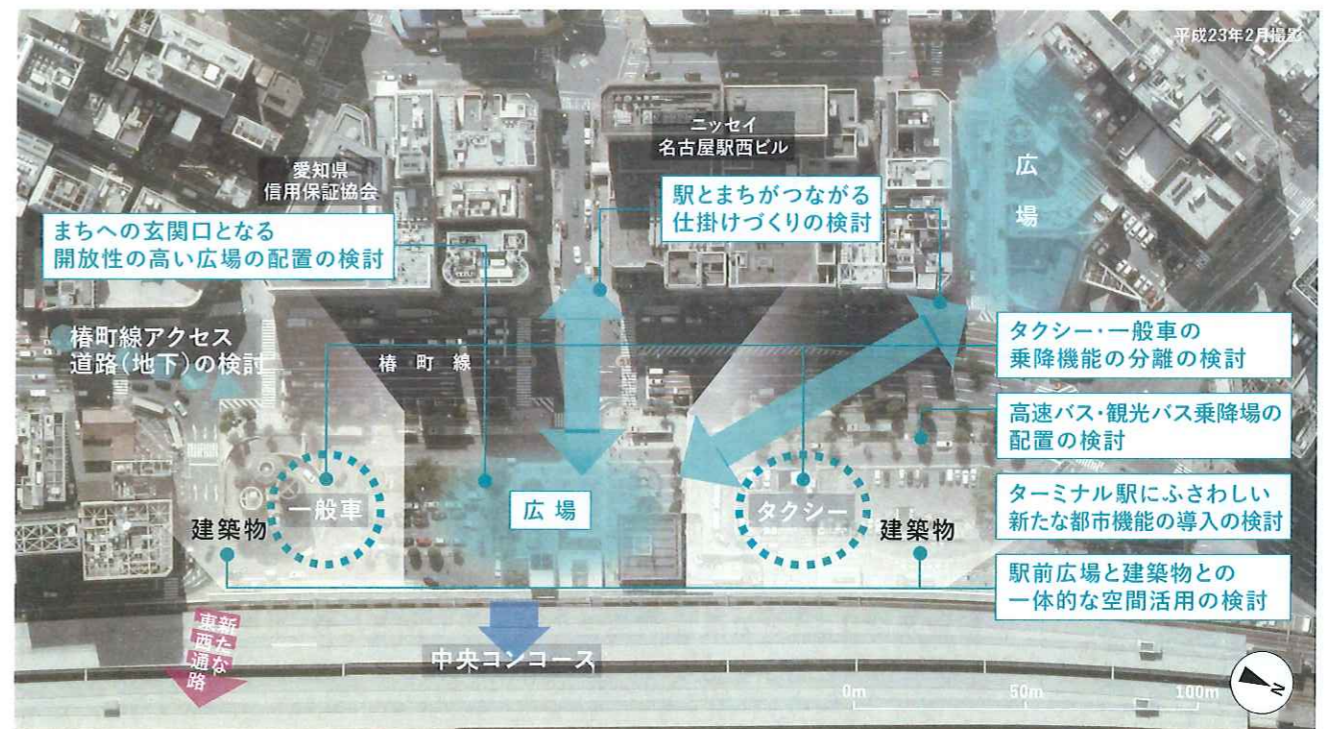 平成23年2月撮影
ニッセイ
名古屋駅西ビル
愛知県
信用保証協会
広場
駅とまちがつながる
仕掛けづくりの検討
まちへの玄関口となる
開放性の高い広場の配置の検討
椿町線アクセス
道路(地下)の検討
椿町線
タクシー・一般車の
乗降機能の分離の検討
高速バス・観光バス乗降場の
配置の検討
一般車
広場
タクシー
建築物
建築物
ターミナル駅にふさわしい
新たな都市機能の導入の検討
駅前広場と建築物との
一体的な空間活用の検討
新たな
東西通路
中央コンコース
0m
50m
100m
N